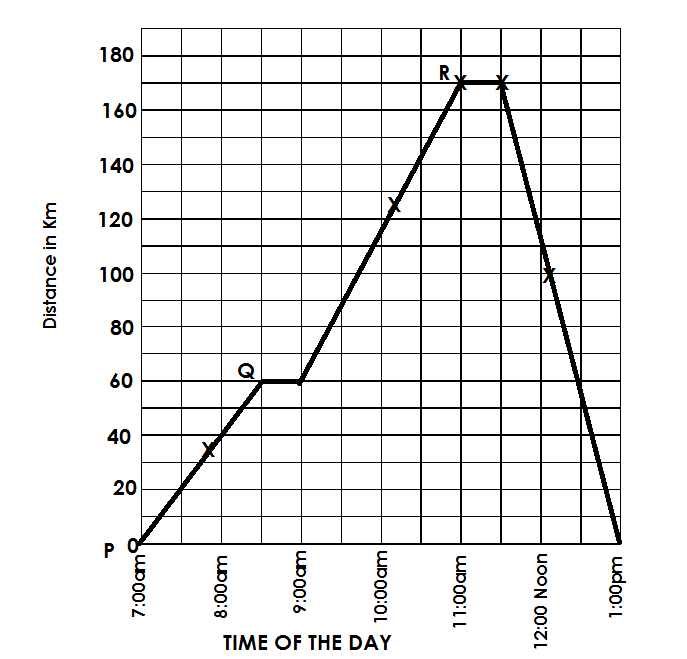 180
R X X
160
140
120
X
100
X
80
Q
60
40
X
20
P 0
Distance in Km
7:00am
8:00am
9:00am
10:00am
11:00am
12:00 Noon
1:00pm
TIME OF THE DAY